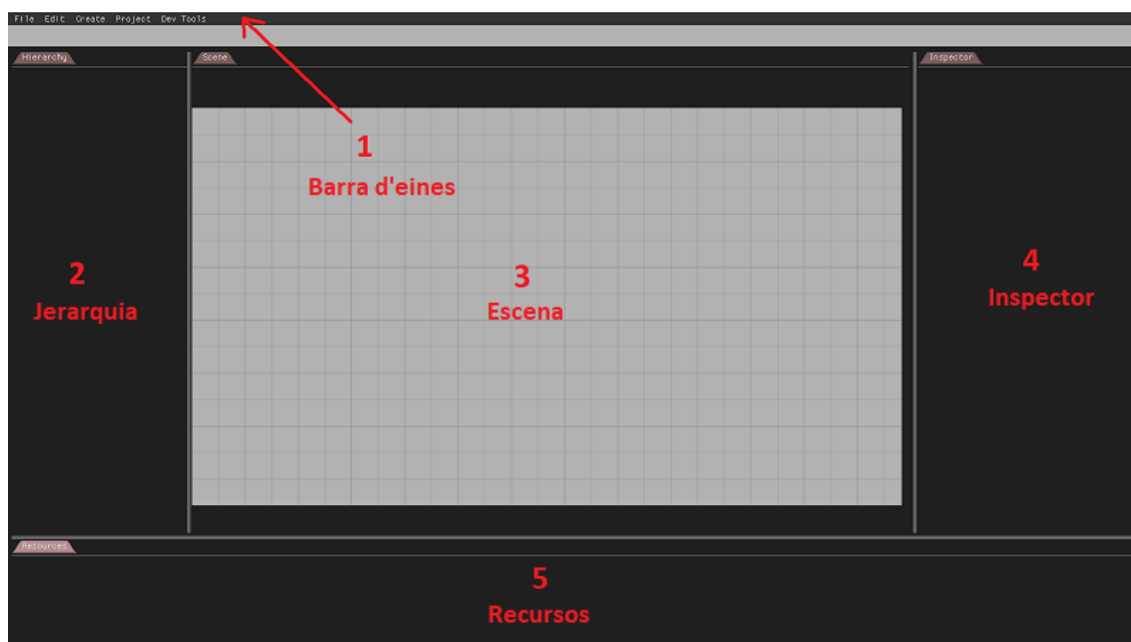 File Edit Create Project Dev Tools
Hierarchy
Scene
Inspector
1
Barra d'eines
2
Jerarquia
3
Escena
4
Inspector
Resources
5
Recursos